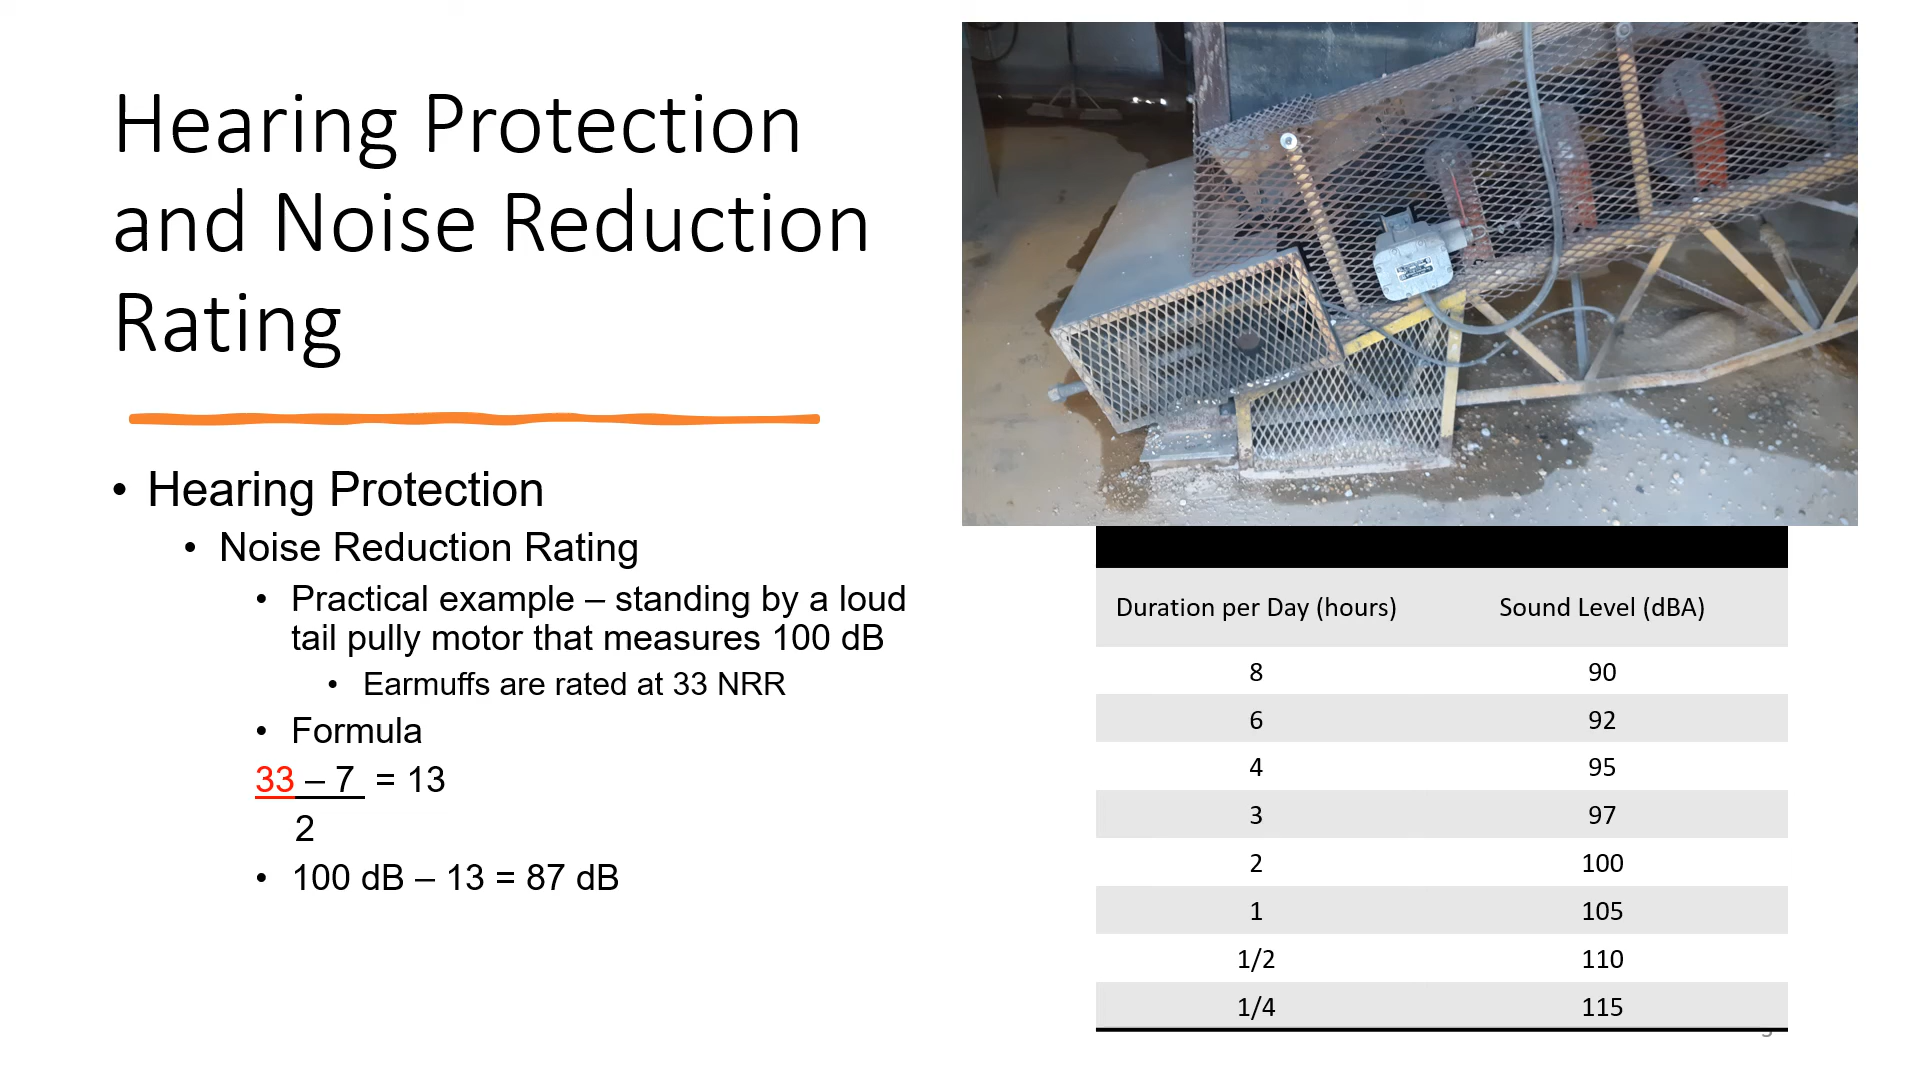 Hearing Protection
and Noise Reduction
Rating
• Hearing Protection
• Noise Reduction Rating
• Practical example – standing by a loud
tail pully motor that measures 100 dB
• Earmuffs are rated at 33 NRR
• Formula
33 – 7 = 13
2
• 100 dB – 13 = 87 dB
Duration per Day (hours) Sound Level (dBA)
8 90
6 92
4 95
3 97
2 100
1 105
1/2 110
1/4 115